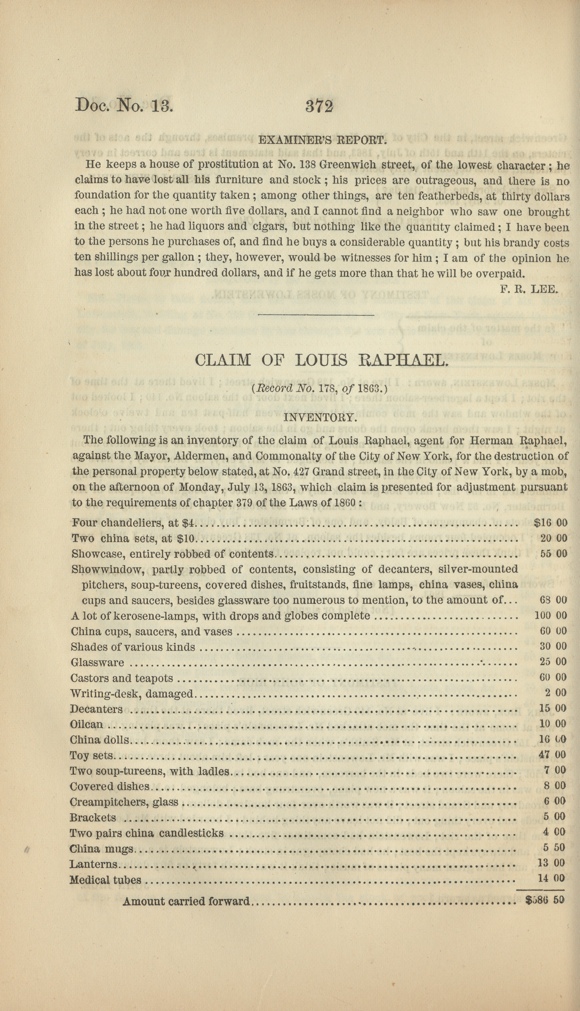 Doc. No. 13. 372
EXAMINER'S REPORT.
He keeps a house of prostitution at No. 138 Greenwich street, of the lowest character; he
claims to have lost all his furniture and stock; his prices are outrageous, and there is no
foundation for the quantity taken; among other things, are ten featherbeds, at thirty dollars
each; he had not one worth five dollars, and I cannot find a neighbor who saw one brought
in the street; he had liquors and cigars, but nothing like the quantity claimed; I have been
to the persons he purchases of, and find he buys a considerable quantity; but his brandy costs
ten shillings per gallon; they, however, would be witnesses for him; I am of the opinion he
has lost about four hundred dollars, and if he gets more than that he will be overpaid.
F. R. LEE.
CLAIM OF LOUIS RAPHAEL.
(Record No. 178, of 1863.)
INVENTORY.
The following is an inventory of the claim of Louis Raphael, agent for Herman Raphael,
against the Mayor, Aldermen, and Commonalty of the City of New York, for the destruction of
the personal property below stated, at No. 427 Grand street, in the City of New York, by a mob,
on the afternoon of Monday, July 13, 1863, which claim is presented for adjustment pursuant
to the requirements of chapter 379 of the Laws of 1860:
Four chandeliers, at $4 $16 00
Two china sets, at $10 20 00
Showcase, entirely robbed of contents 55 00
Showwindow, partly robbed of contents, consisting of decanters, silver-mounted
pitchers, soup-tureens, covered dishes, fruitstands, fine lamps, china vases, china
cups and saucers, besides glassware too numerous to mention, to the amount of 68 00
A lot of kerosene-lamps, with drops and globes complete 100 00
China cups, saucers, and vases 60 00
Shades of various kinds 30 00
Glassware 25 00
Castors and teapots 60 00
Writing-desk, damaged 2 00
Decanters 15 00
Oilcan 10 00
China dolls 16 00
Toy sets 47 00
Two soup-tureens, with ladles 7 00
Covered dishes 8 00
Creampitchers, glass 6 00
Brackets 5 00
Two pairs china candlesticks 4 00
China mugs 5 50
Lanterns 13 00
Medical tubes 14 00
Amount carried forward $586 50